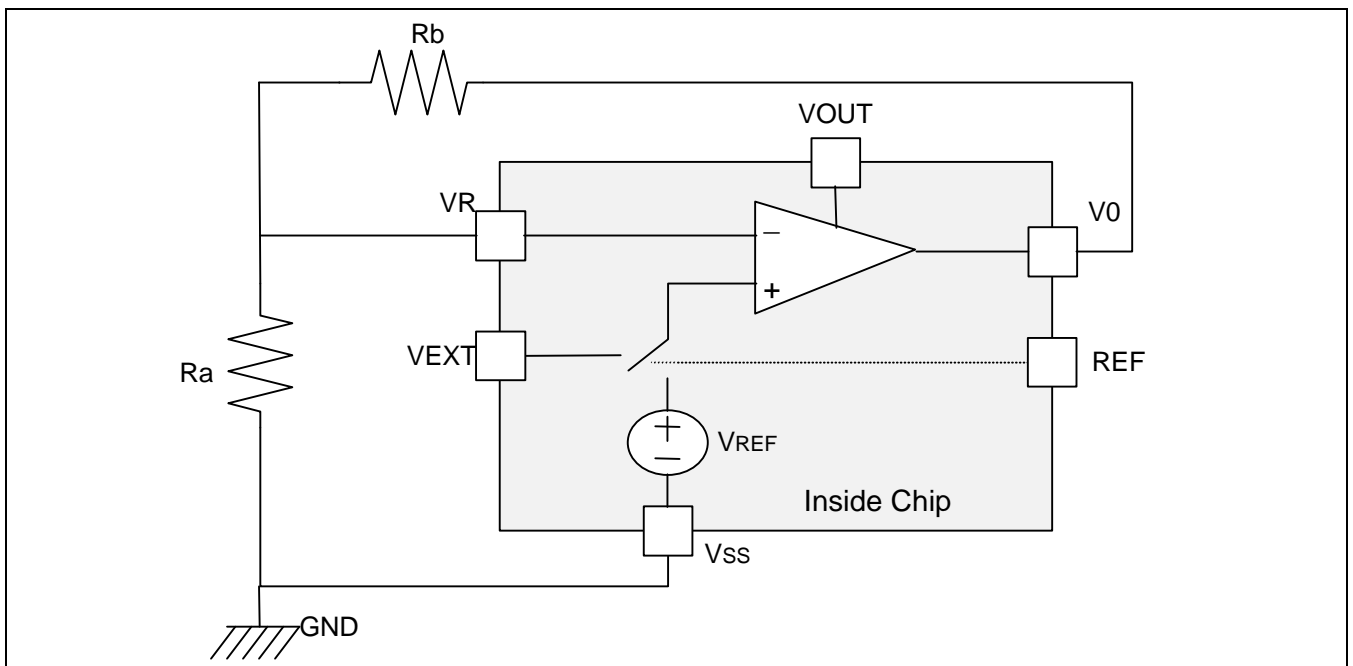 Rb
VOUT
VR
V0
−
+
VEXT
REF
Ra
+
−
VREF
Inside Chip
VSS
GND